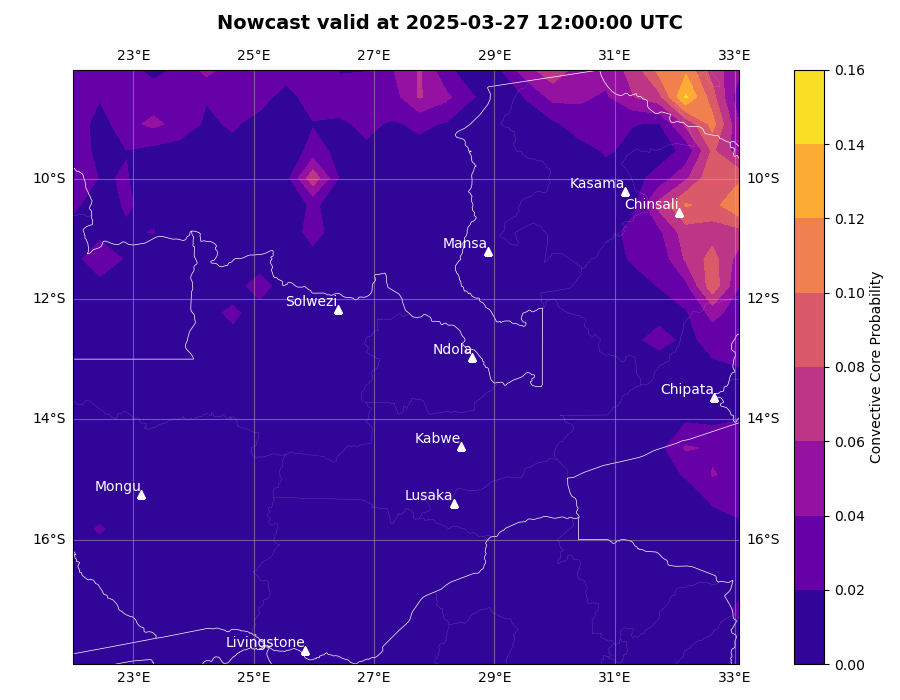 Nowcast valid at 2025-03-27 12:00:00 UTC
23°E 25°E 27°E 29°E 31°E 33°E
0.16
0.14
0.12
0.10
0.08
0.06
0.04
0.02
0.00
Convective Core Probability
10°S 10°S
12°S 12°S
14°S 14°S
16°S 16°S
Kasama
Chinsali
Mansa
Solwezi
Ndola
Chipata
Kabwe
Mongu
Lusaka
Livingstone
23°E 25°E 27°E 29°E 31°E 33°E